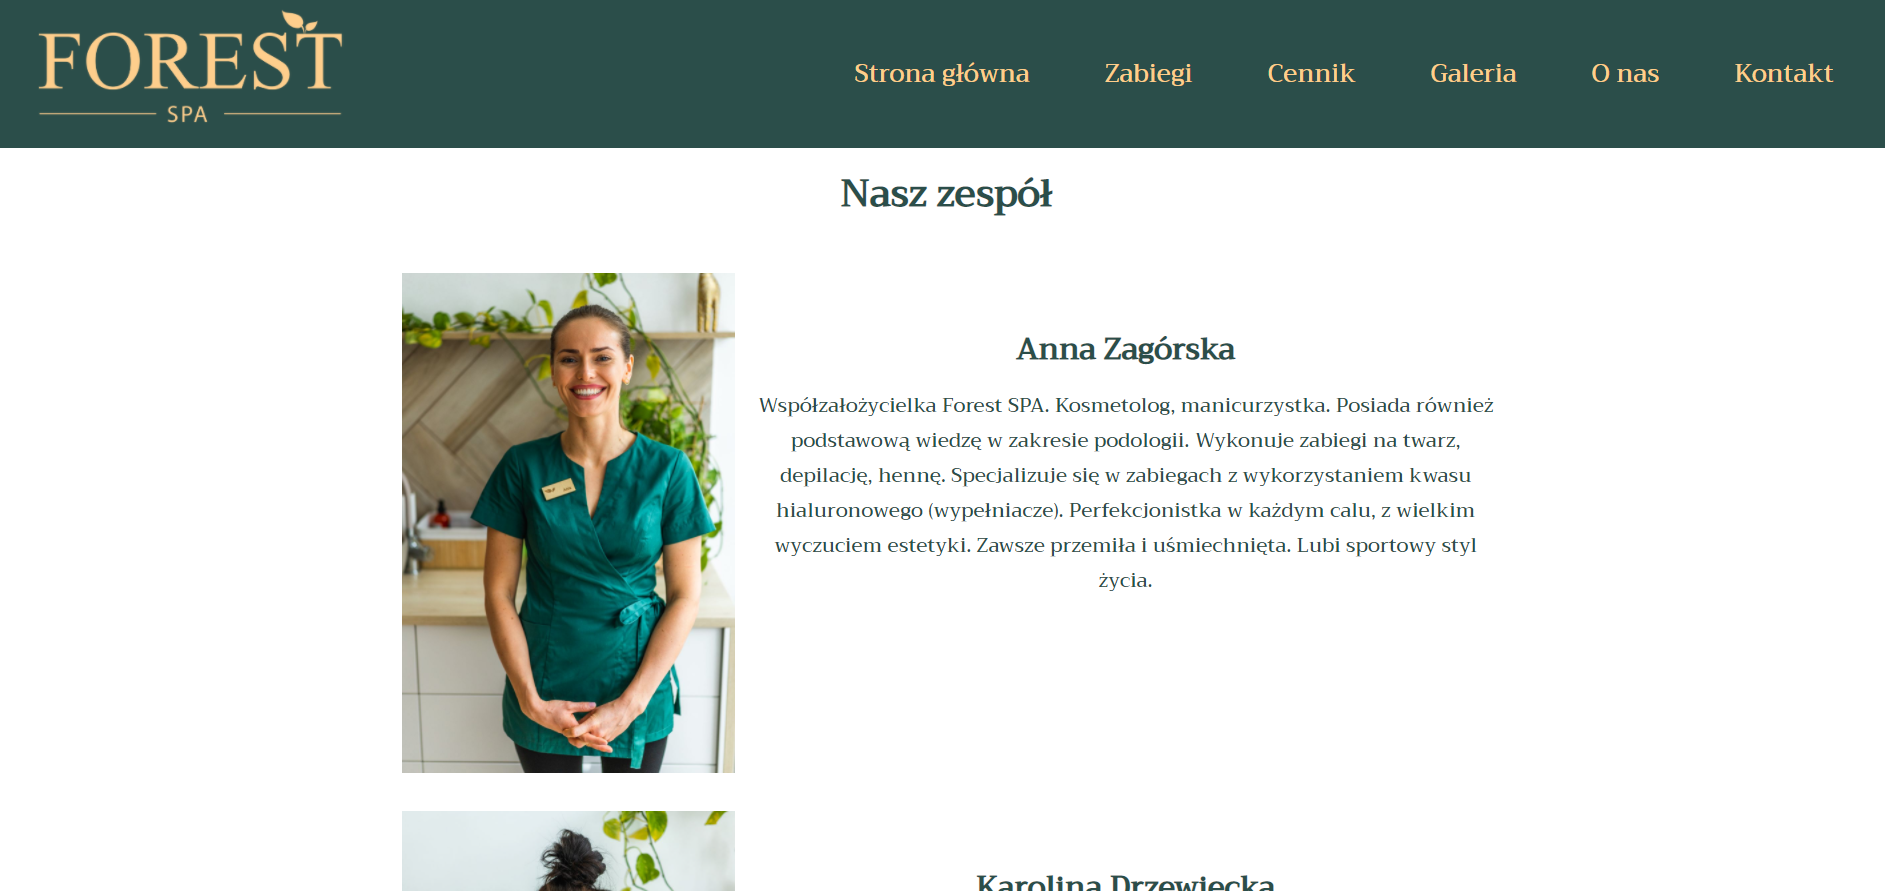 FOREST
SPA
Strona główna Zabiegi Cennik Galeria O nas Kontakt
Nasz zespół
Anna Zagórska
Współzałożycielka Forest SPA. Kosmetolog, manicurzystka. Posiada również
podstawową wiedzę w zakresie podologii. Wykonuje zabiegi na twarz,
depilację, hennę. Specjalizuje się w zabiegach z wykorzystaniem kwasu
hialuronowego (wypełniacze). Perfekcjonistka w każdym calu, z wielkim
wyczuciem estetyki. Zawsze przemiła i uśmiechnięta. Lubi sportowy styl
życia.
Karolina Drzewiecka